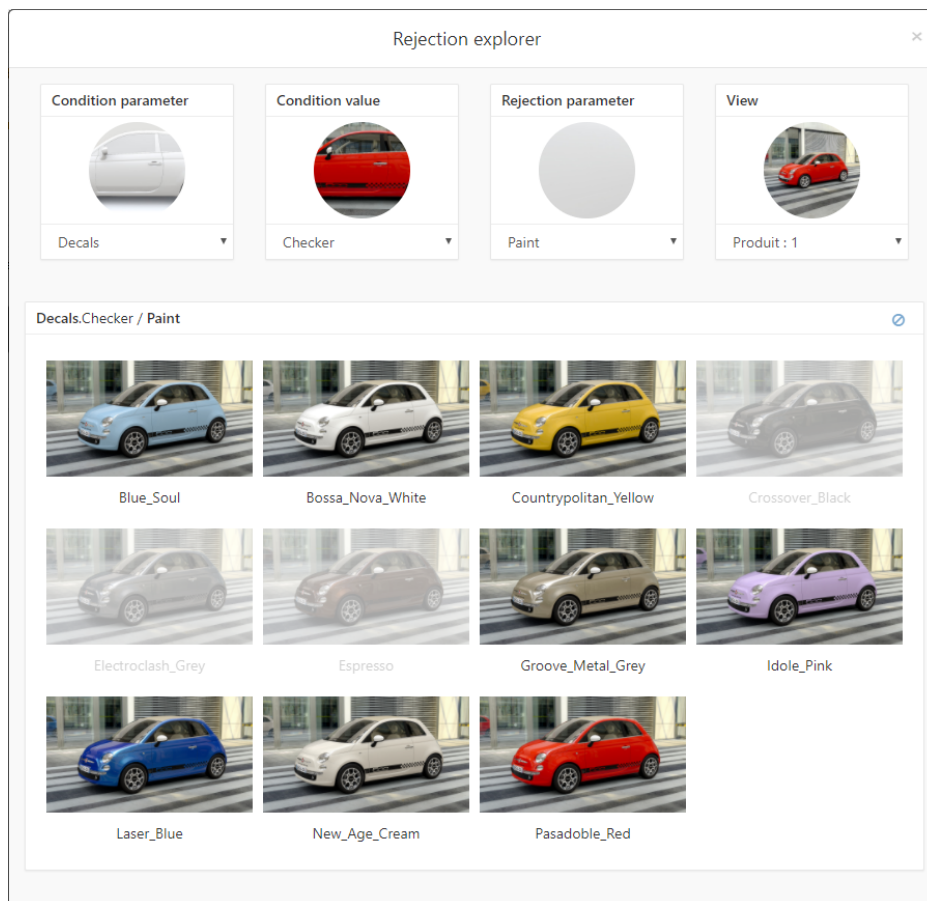 Rejection explorer
×
Condition parameter
Condition value
Rejection parameter
View
Decals
Checker
Paint
Produit : 1
Decals.Checker / Paint
Blue_Soul
Bossa_Nova_White
Countrypolitan_Yellow
Crossover_Black
Electroclash_Grey
Espresso
Groove_Metal_Grey
Idole_Pink
Laser_Blue
New_Age_Cream
Pasadoble_Red